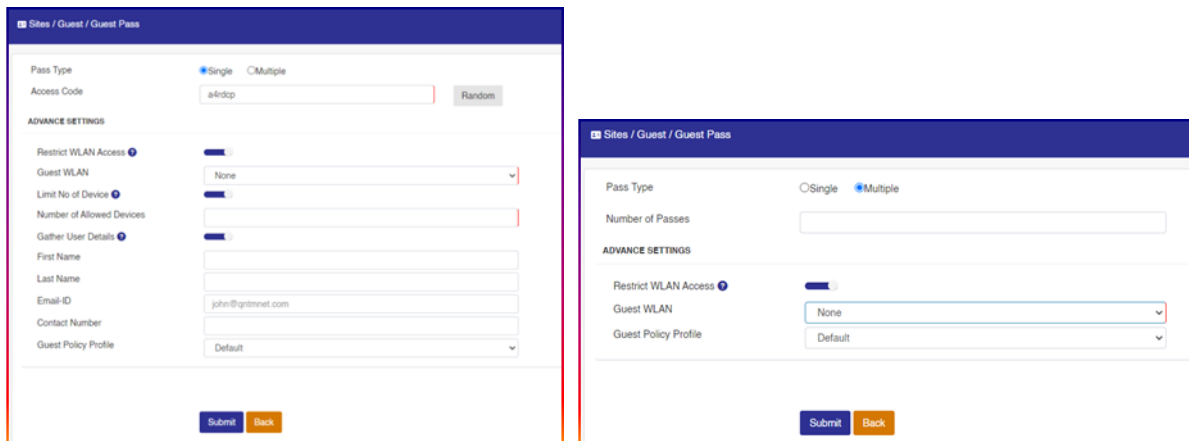 Sites / Guest / Guest Pass
Pass Type Single Multiple
Access Code a4rdcp Random
ADVANCE SETTINGS
Restrict WLAN Access
Guest WLAN None
Limit No of Device
Number of Allowed Devices
Gather User Details
First Name
Last Name
Email-ID john@qntmnet.com
Contact Number
Guest Policy Profile Default
Submit Back
Sites / Guest / Guest Pass
Pass Type Single Multiple
Number of Passes
ADVANCE SETTINGS
Restrict WLAN Access
Guest WLAN None
Guest Policy Profile Default
Submit Back